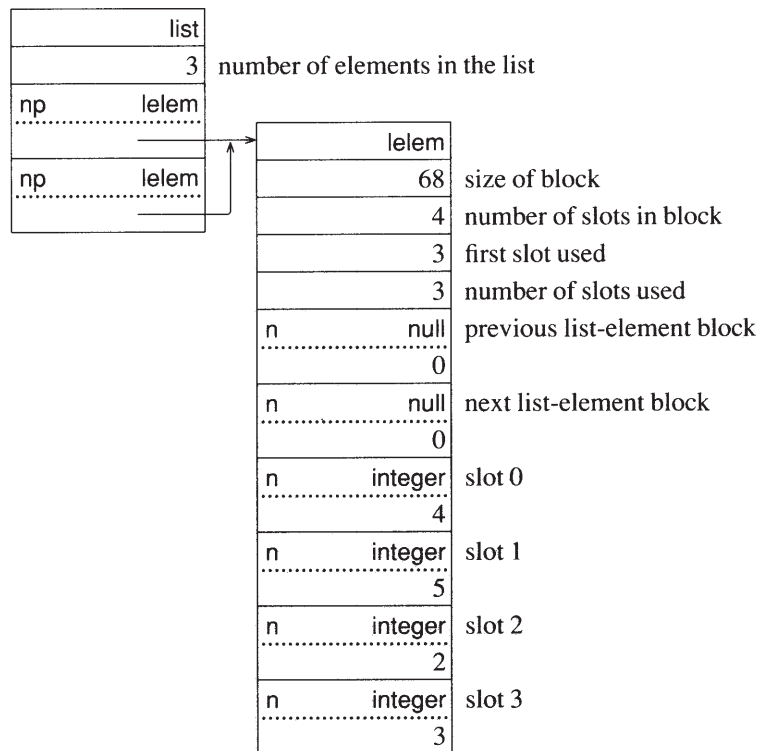 list
3 number of elements in the list
np lelem
np lelem
lelem
68 size of block
4 number of slots in block
3 first slot used
3 number of slots used
n null previous list-element block
0
n null next list-element block
0
n integer slot 0
4
n integer slot 1
5
n integer slot 2
2
n integer slot 3
3